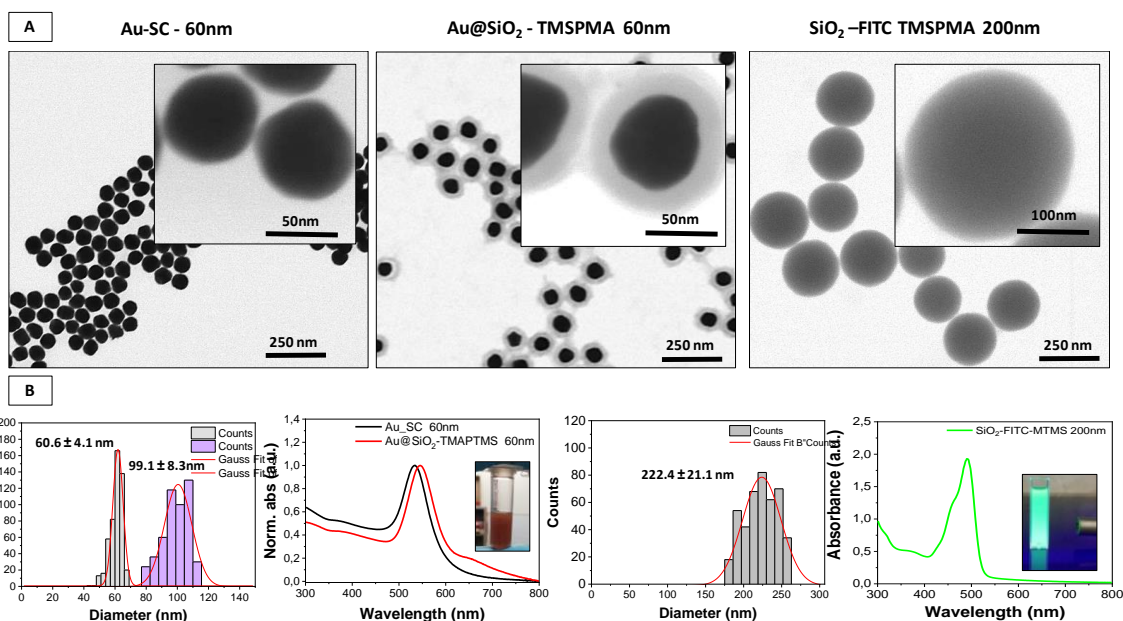 A
Au-SC - 60nm
Au@SiO₂ - TMSPMA 60nm
SiO₂ –FITC TMSPMA 200nm
50nm
250 nm
50nm
250 nm
100nm
250 nm
B
200
180
160
140
120
100
80
60
40
20
0
60.6 ± 4.1 nm
99.1 ± 8.3nm
Counts
Counts
Gauss Fit
Gauss Fit
0 20 40 60 80 100 120 140
Diameter (nm)
Norm. abs (a.u.)
1,4
1,2
1,0
0,8
0,6
0,4
0,2
0,0
Au_SC 60nm
Au@SiO₂-TMAPTMS 60nm
300 400 500 600 700 800
Wavelength (nm)
Counts
120
100
80
60
40
20
0
222.4 ± 21.1 nm
Counts
Gauss Fit B"Counts"
0 50 100 150 200 250 300
Diameter (nm)
Absorbance (a.u.)
2,5
2,0
1,5
1,0
0,5
0,0
SiO₂-FITC-MTMS 200nm
300 400 500 600 700 800
Wavelength (nm)